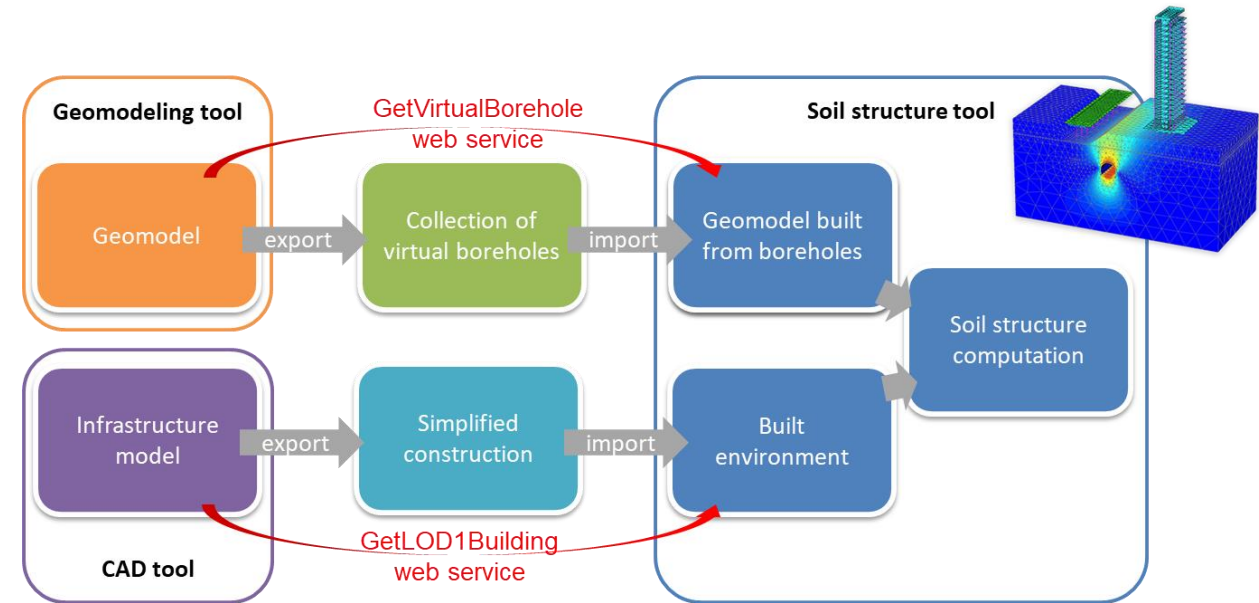 Geomodeling tool
GetVirtualBorehole
web service
Soil structure tool
Geomodel
export
Collection of
virtual boreholes
import
Geomodel built
from boreholes
Soil structure
computation
Infrastructure
model
export
Simplified
construction
import
Built
environment
GetLOD1Building
web service
CAD tool